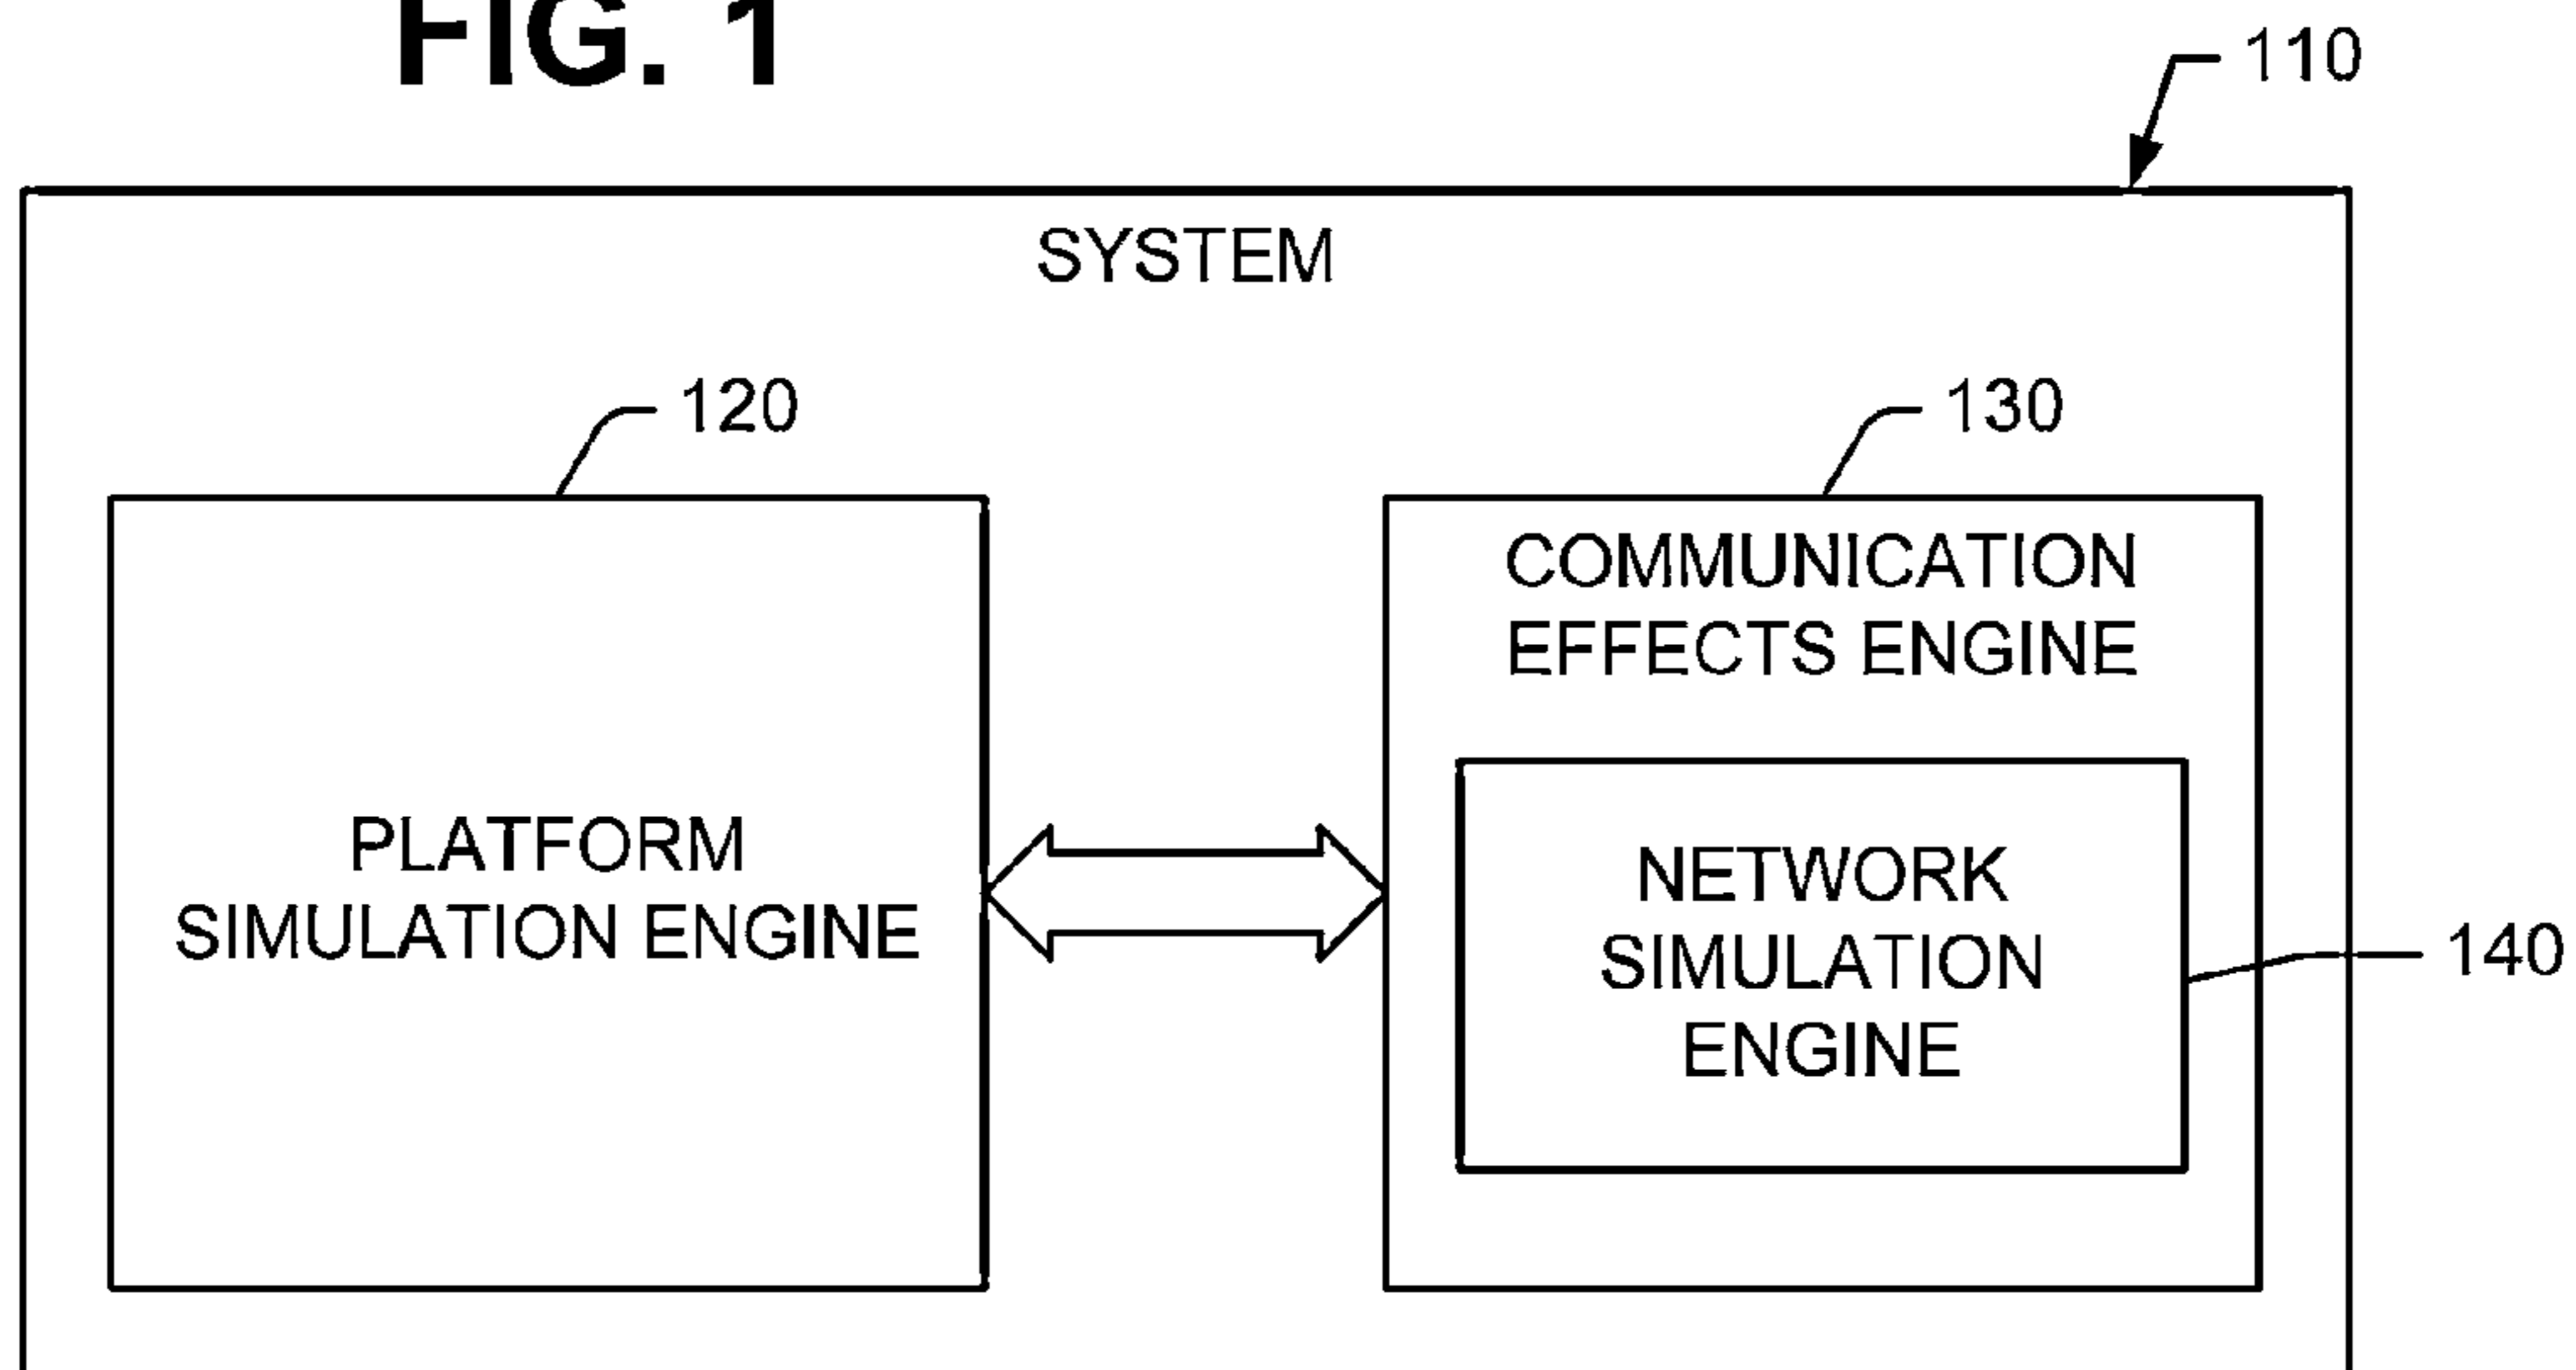 FIG. 1
110
SYSTEM
120
130
COMMUNICATION
EFFECTS ENGINE
PLATFORM
SIMULATION ENGINE
NETWORK
SIMULATION
ENGINE
140